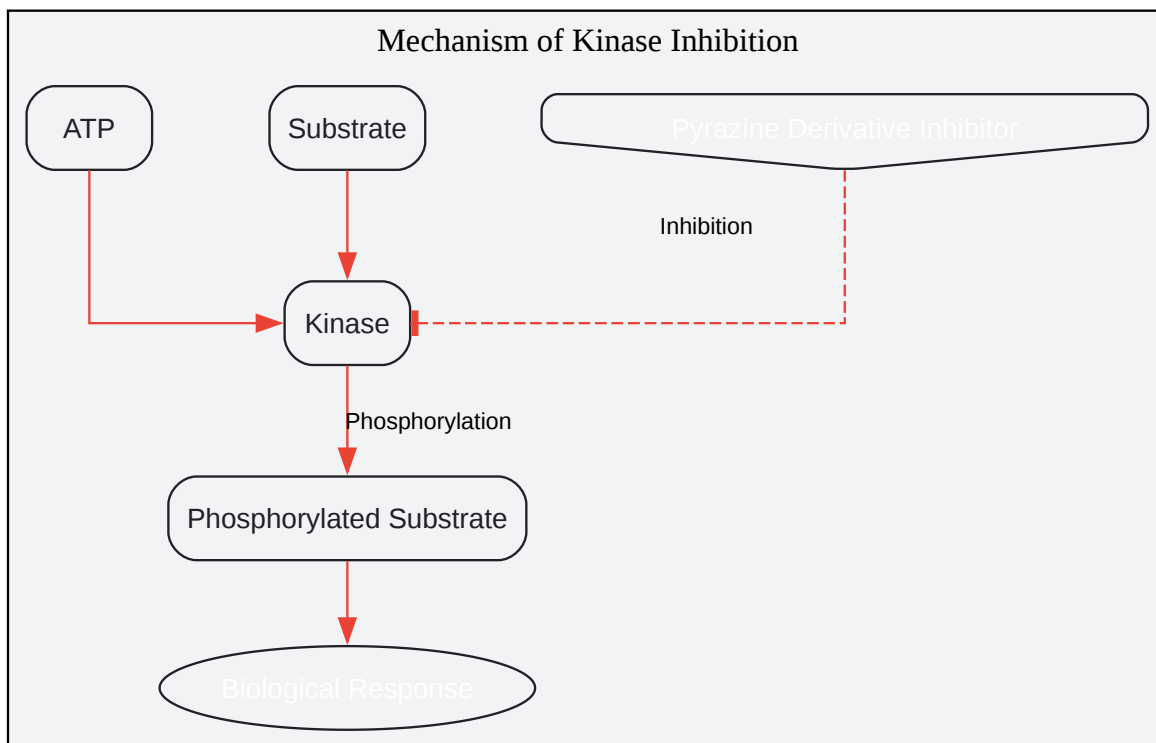 Mechanism of Kinase Inhibition
ATP
Substrate
Pyrazine Derivative Inhibitor
Inhibition
Kinase
Phosphorylation
Phosphorylated Substrate
Biological Response